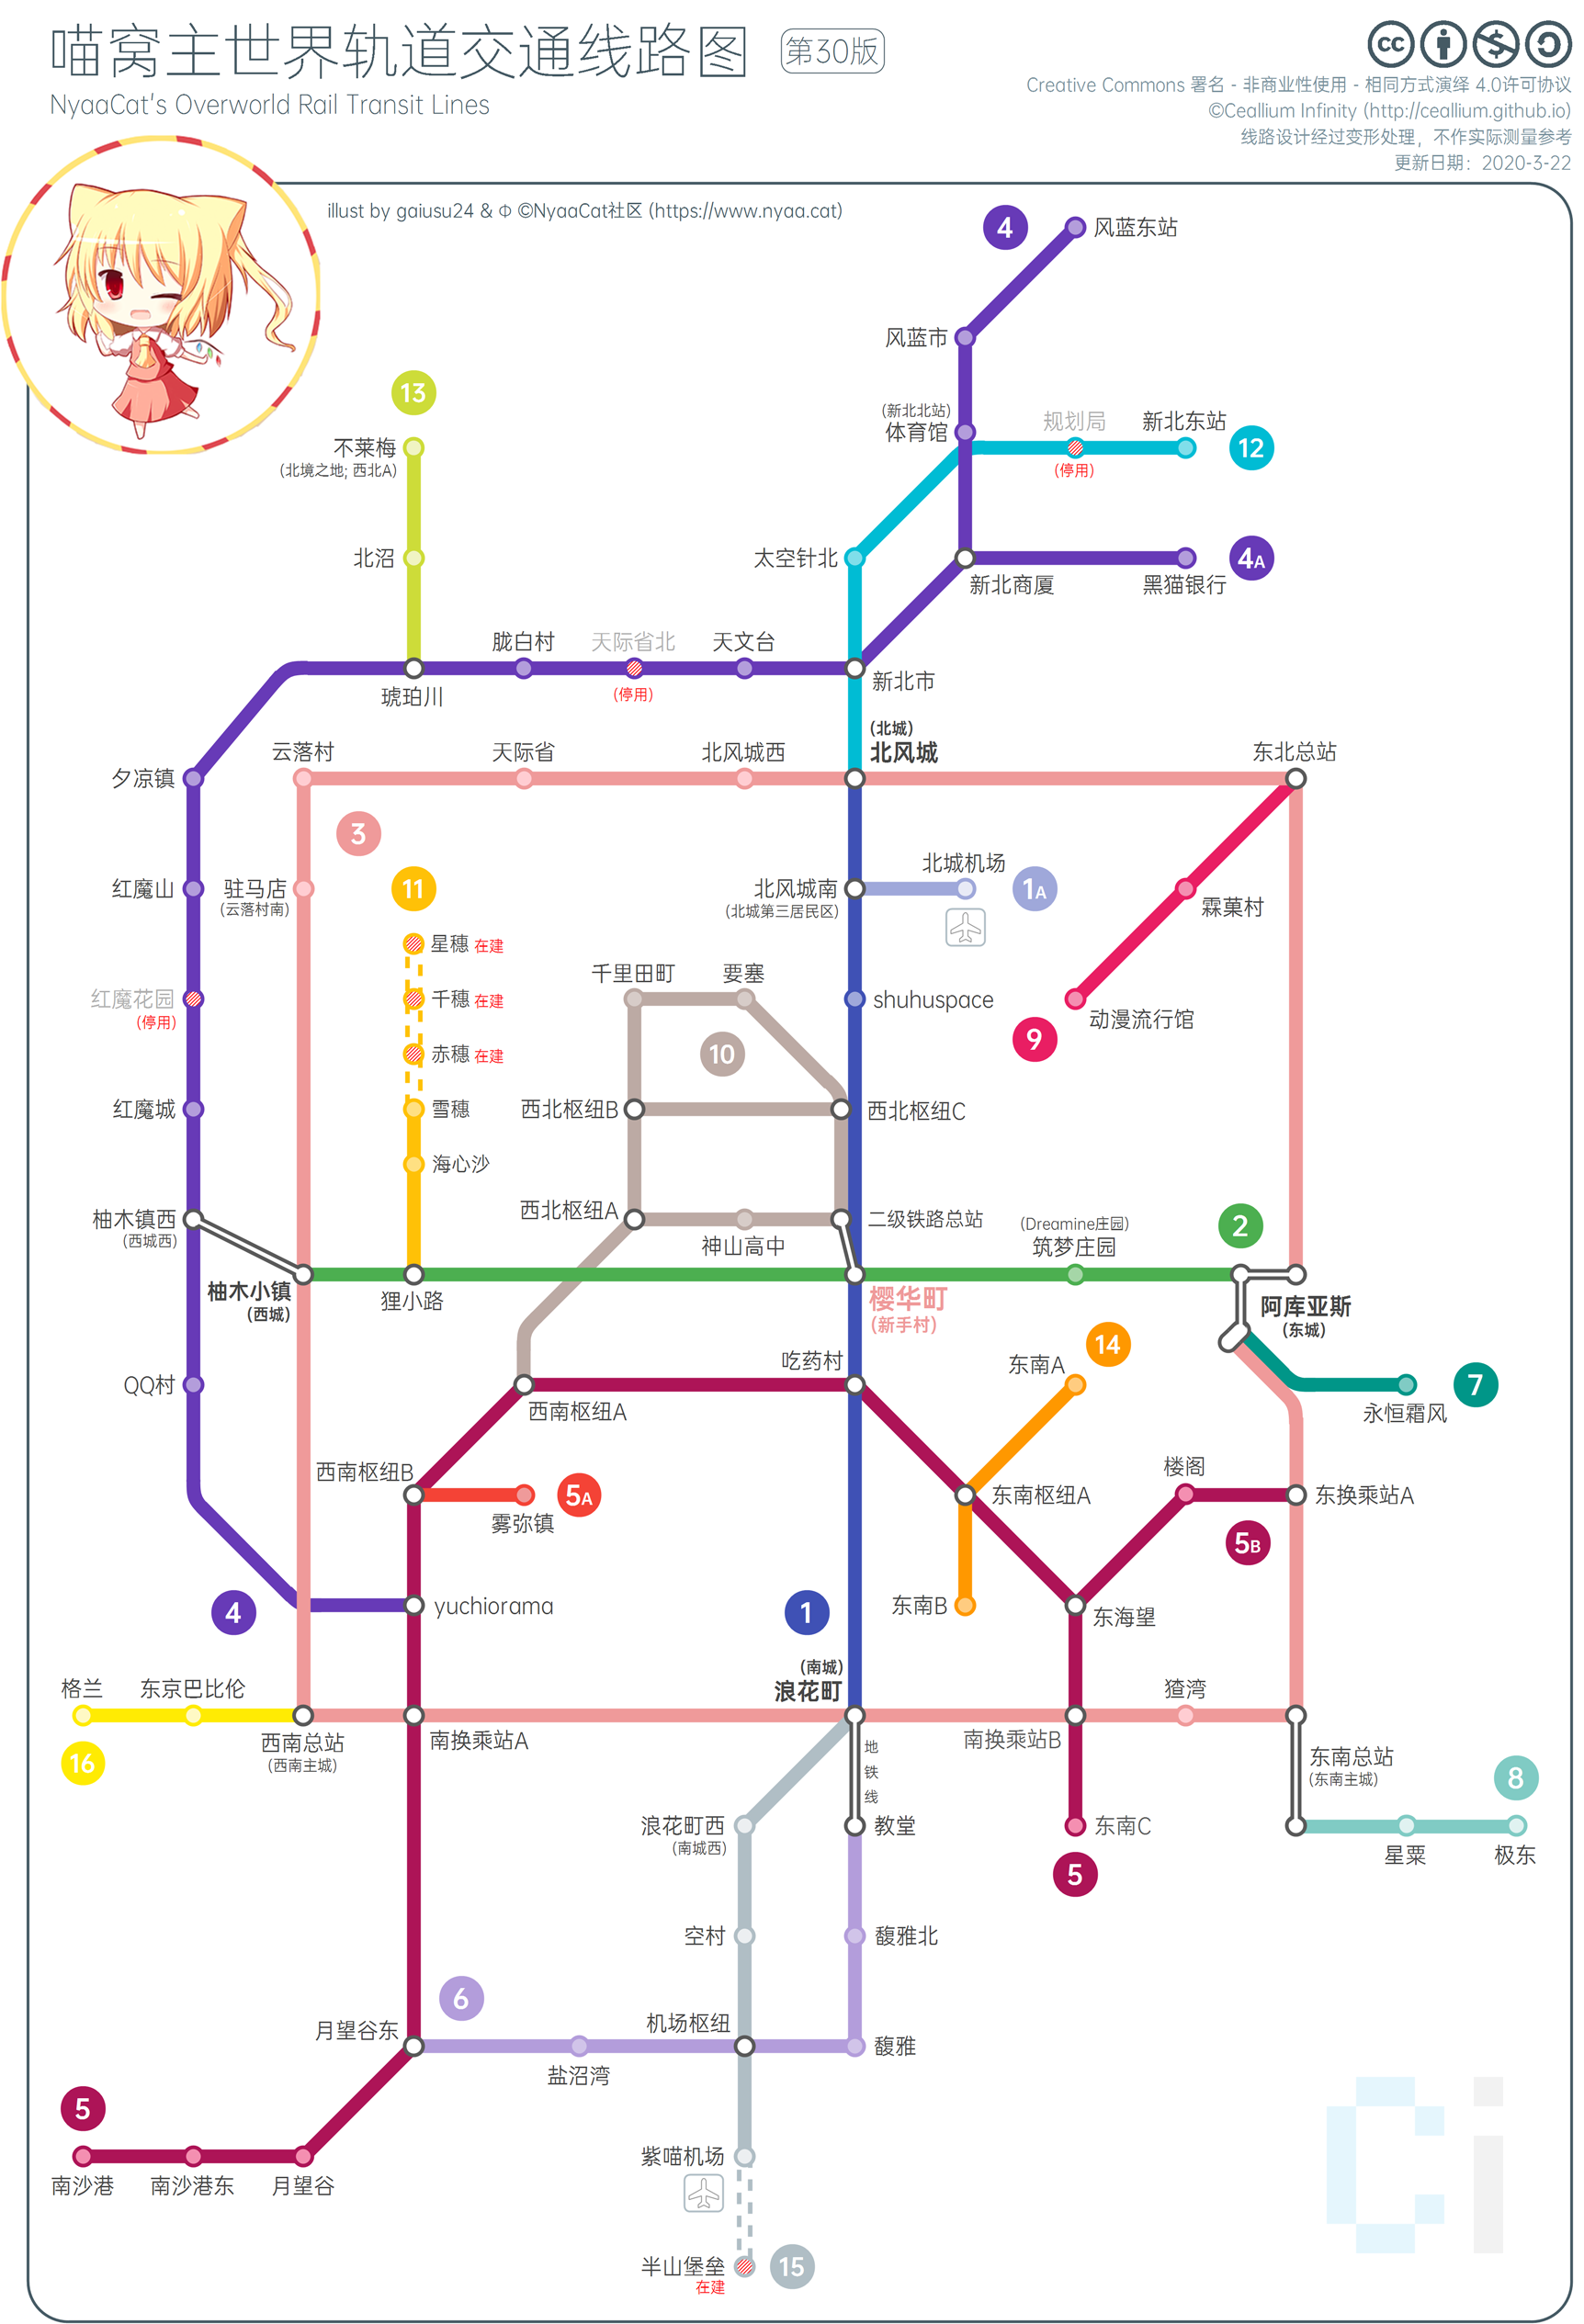 喵窝主世界轨道交通线路图 第30版
NyaaCat's Overworld Rail Transit Lines
cc
Creative Commons 署名 - 非商业性使用 - 相同方式演绎 4.0许可协议
©Ceallium Infinity (http://ceallium.github.io)
线路设计经过变形处理，不作实际测量参考
更新日期：2020-3-22
illust by gaiusu24 & Φ ©NyaaCat社区 (https://www.nyaa.cat)
4
风蓝东站
风蓝市
13
(新北北站)
体育馆
规划局
(停用)
新北东站
12
不莱梅
(北境之地; 西北A)
北沼
太空针北
4A
新北商厦
黑猫银行
胧白村
天际省北
(停用)
天文台
琥珀川
新北市
(北城)
北风城
云落村
天际省
北风城西
东北总站
夕凉镇
3
11
北城机场
1A
红魔山
驻马店
(云落村南)
北风城南
(北城第三居民区)
霖菓村
星穗 在建
千里田町
要塞
红魔花园
(停用)
千穗 在建
shuhuspace
动漫流行馆
9
赤穗 在建
10
红魔城
雪穗
西北枢纽B
西北枢纽C
海心沙
柚木镇西
(西城西)
西北枢纽A
神山高中
二级铁路总站
(Dreamine庄园)
筑梦庄园
2
柚木小镇
(西城)
狸小路
樱华町
(新手村)
阿库亚斯
(东城)
吃药村
东南A
14
QQ村
西南枢纽A
7
永恒霜风
西南枢纽B
5A
雾弥镇
东南枢纽A
楼阁
东换乘站A
5B
4
yuchiorama
1
东南B
东海望
格兰
东京巴比伦
(南城)
浪花町
猹湾
16
西南总站
(西南主城)
南换乘站A
地
铁
线
南换乘站B
东南总站
(东南主城)
8
浪花町西
(南城西)
教堂
东南C
星粟
极东
5
空村
馥雅北
6
月望谷东
机场枢纽
盐沼湾
馥雅
5
南沙港
南沙港东
月望谷
紫喵机场
半山堡垒
在建
15
Ci